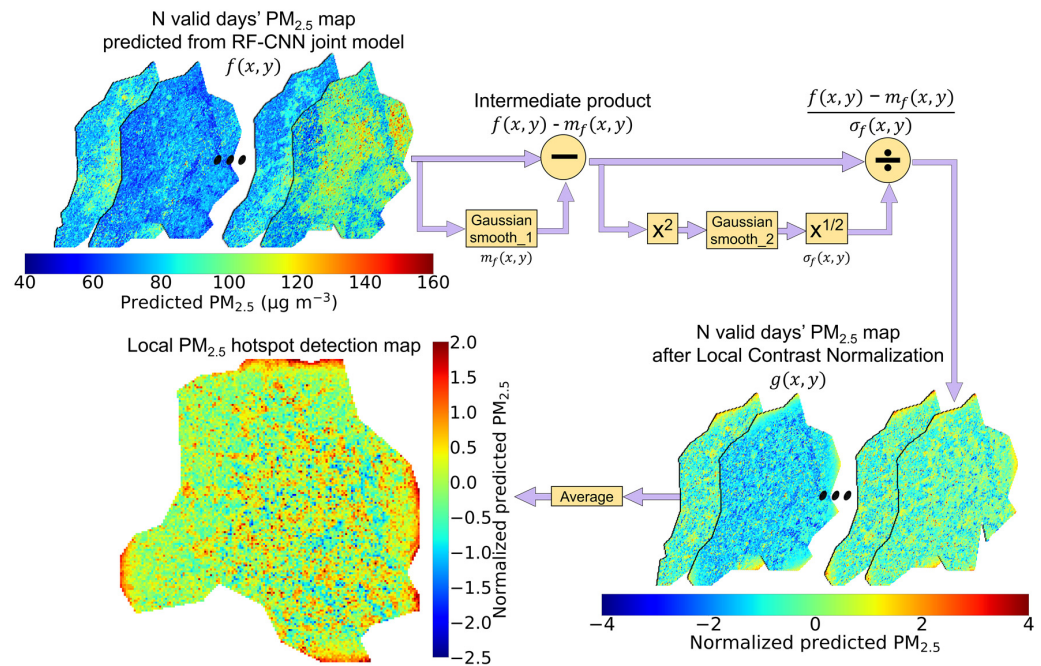 N valid days' PM2.5 map
predicted from RF-CNN joint model
f(x, y)
40 60 80 100 120 140 160
Predicted PM2.5 (μg m−3)
Intermediate product
f(x, y) - mf(x, y)
−
Gaussian
smooth_1
mf(x, y)
X2
Gaussian
smooth_2
X1/2
σf(x, y)
f(x, y) − mf(x, y)
σf(x, y)
÷
N valid days' PM2.5 map
after Local Contrast Normalization
g(x, y)
−4 −2 0 2 4
Normalized predicted PM2.5
Average
Local PM2.5 hotspot detection map
2.0
1.5
1.0
0.5
0.0
−0.5
−1.0
−1.5
−2.0
−2.5
Normalized predicted PM2.5